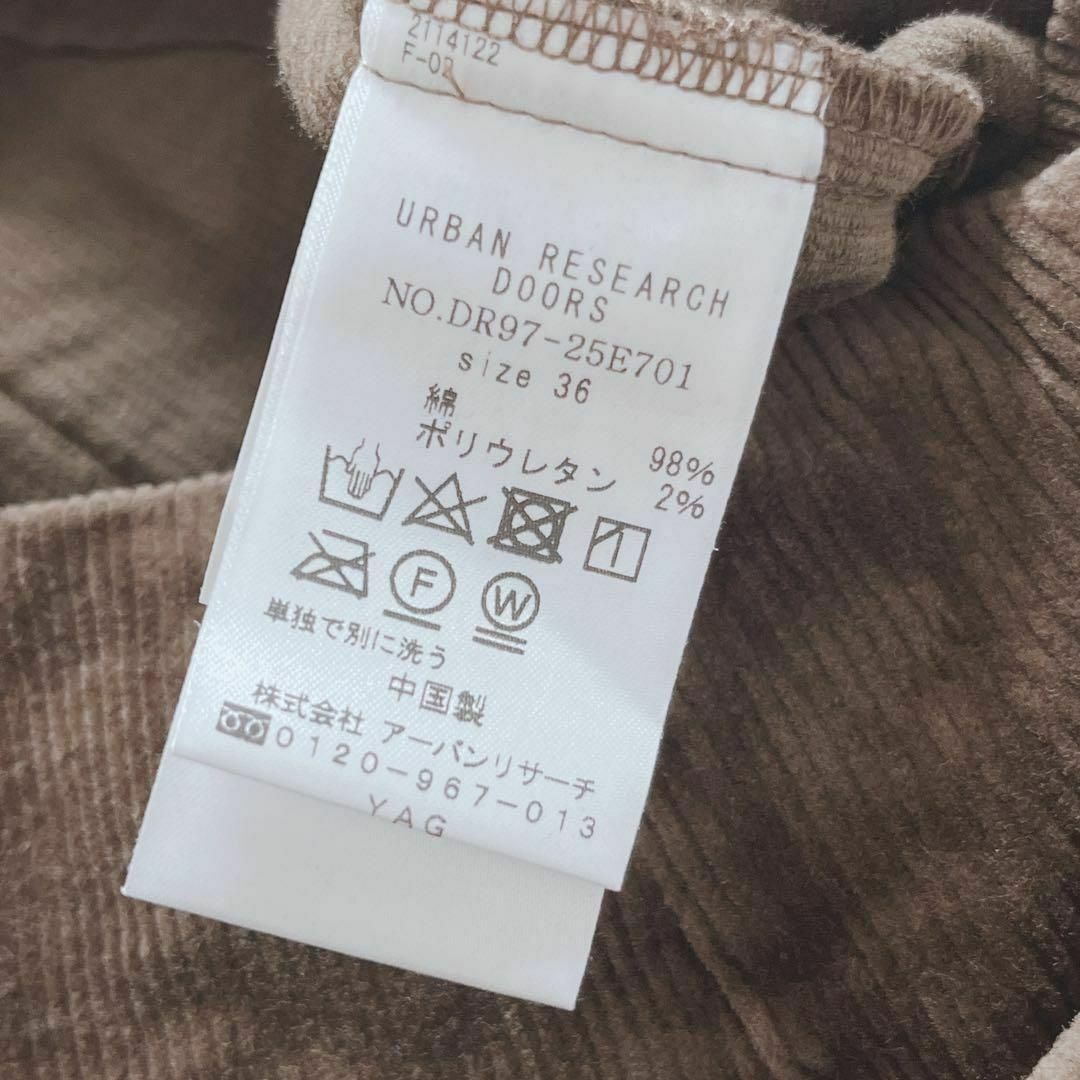 2114122
F-02
URBAN RESEARCH
DOORS
NO.DR97-25E701
size 36
綿 98%
ポリウレタン 2%
F W
単独で別に洗う
中国製
株式会社 アーバンリサーチ
0120-967-013
YAG